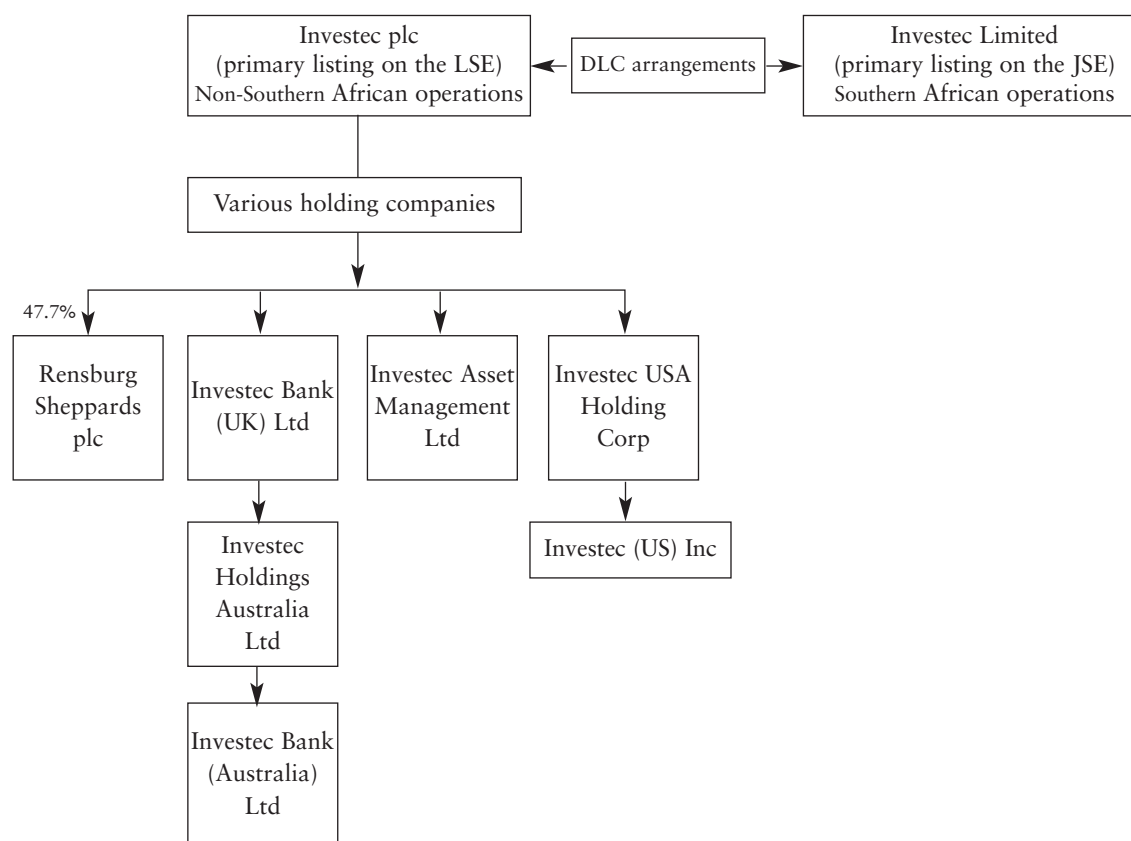 Investec plc
(primary listing on the LSE)
Non-Southern African operations
DLC arrangements
Investec Limited
(primary listing on the JSE)
Southern African operations
Various holding companies
47.7%
Rensburg
Sheppards
plc
Investec Bank
(UK) Ltd
Investec Asset
Management
Ltd
Investec USA
Holding
Corp
Investec
Holdings
Australia
Ltd
Investec (US) Inc
Investec Bank
(Australia)
Ltd